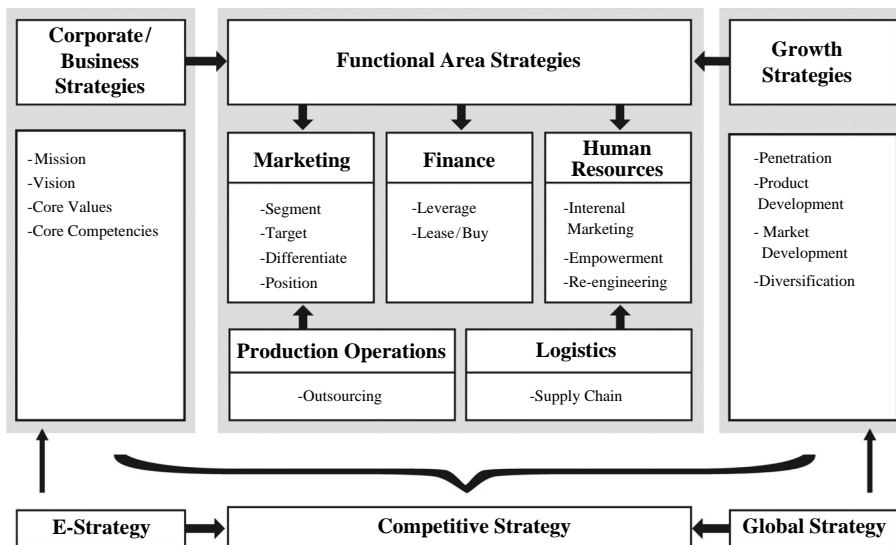 Corporate/
Business
Strategies
-Mission
-Vision
-Core Values
-Core Competencies
Functional Area Strategies
Marketing
-Segment
-Target
-Differentiate
-Position
Finance
-Leverage
-Lease/Buy
Human
Resources
-Interenal
Marketing
-Empowerment
-Re-engineering
Production Operations
-Outsourcing
Logistics
-Supply Chain
Growth
Strategies
-Penetration
-Product
Development
- Market
Development
-Diversification
E-Strategy
Competitive Strategy
Global Strategy